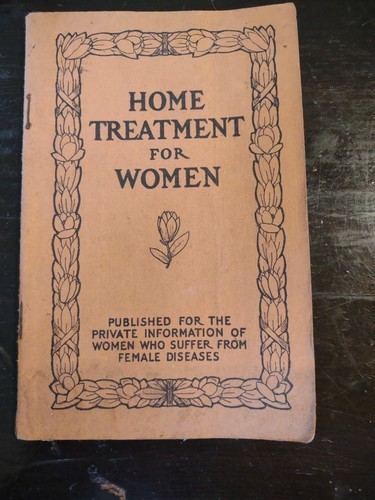 HOME
TREATMENT
FOR
WOMEN
PUBLISHED FOR THE
PRIVATE INFORMATION OF
WOMEN WHO SUFFER FROM
FEMALE DISEASES